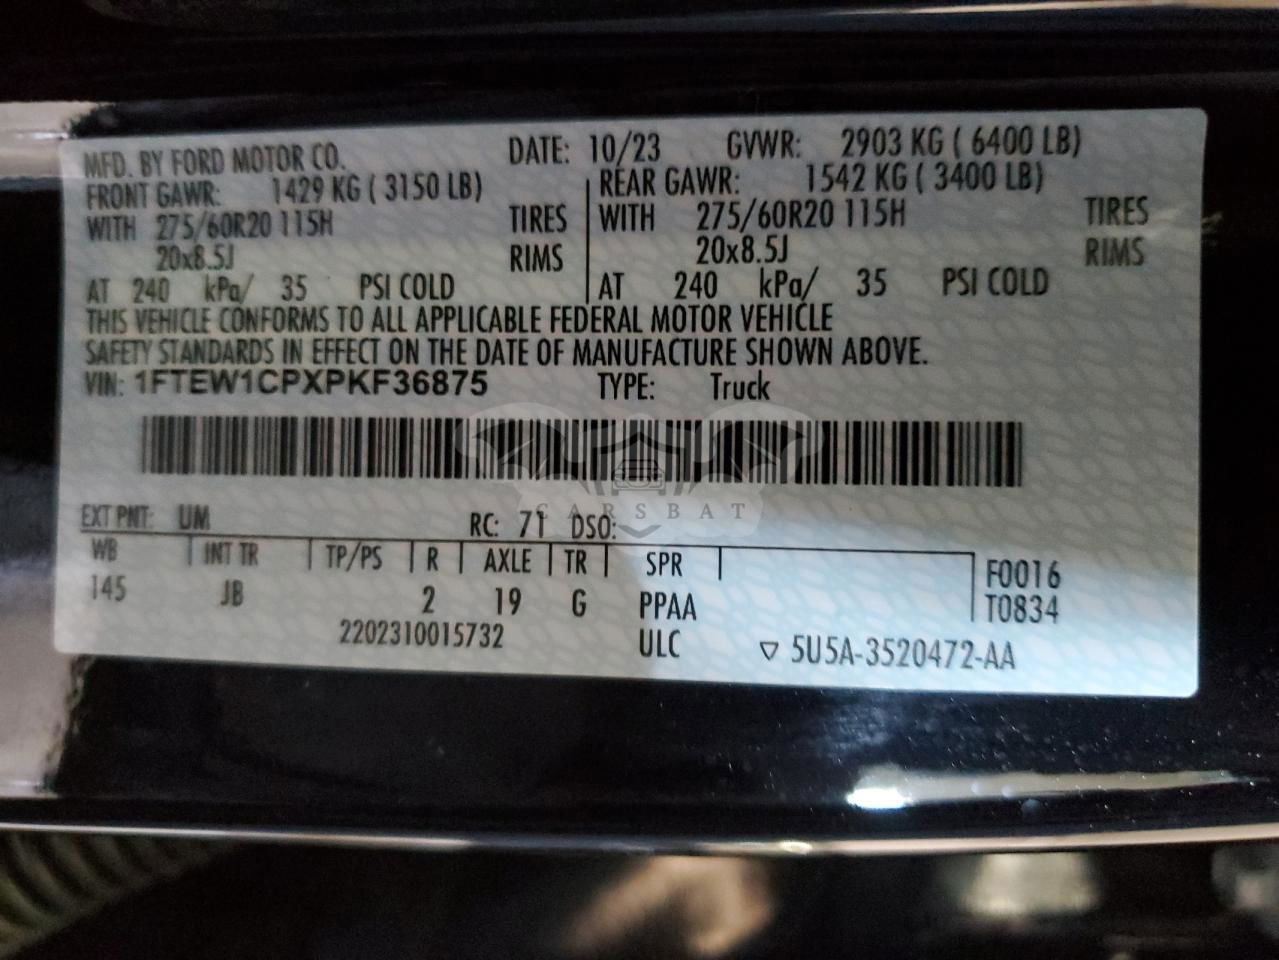 MFD. BY FORD MOTOR CO. DATE: 10/23 GVWR: 2903 KG ( 6400 LB)
FRONT GAWR: 1429 KG ( 3150 LB) REAR GAWR: 1542 KG ( 3400 LB)
WITH 275/60R20 115H TIRES WITH 275/60R20 115H TIRES
20x8.5J RIMS 20x8.5J RIMS
AT 240 kPa/ 35 PSI COLD AT 240 kPa/ 35 PSI COLD
THIS VEHICLE CONFORMS TO ALL APPLICABLE FEDERAL MOTOR VEHICLE
SAFETY STANDARDS IN EFFECT ON THE DATE OF MANUFACTURE SHOWN ABOVE.
VIN: 1FTEW1CPXPKF36875 TYPE: Truck
CARSBAT
EXT PNT: UM RC: 71 DSO:
WB INT TR TP/PS R AXLE TR SPR F0016
145 JB 2 19 G PPAA T0834
2202310015732 ULC ▽ 5U5A-3520472-AA